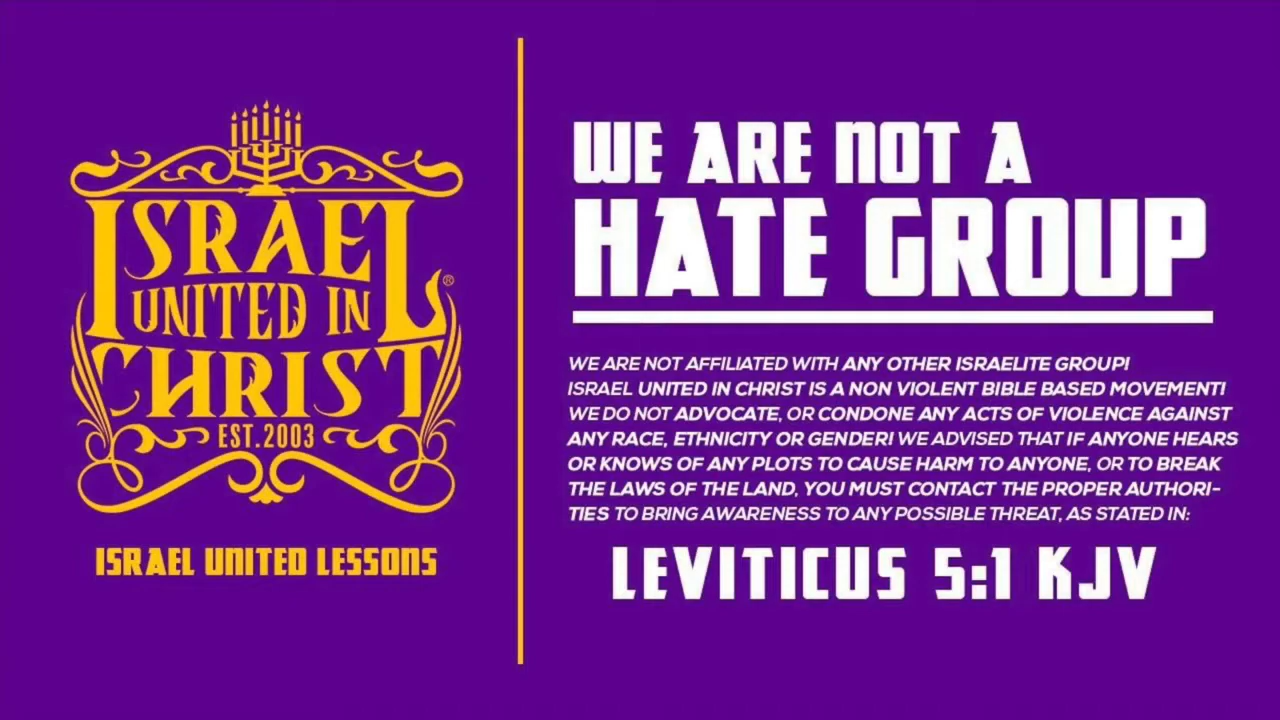 ISRAEL
UNITED IN
CHRIST
EST.2003
ISRAEL UNITED LESSONS
WE ARE NOT A
HATE GROUP
WE ARE NOT AFFILIATED WITH ANY OTHER ISRAELITE GROUP!
ISRAEL UNITED IN CHRIST IS A NON VIOLENT BIBLE BASED MOVEMENT!
WE DO NOT ADVOCATE, OR CONDONE ANY ACTS OF VIOLENCE AGAINST
ANY RACE, ETHNICITY OR GENDER! WE ADVISED THAT IF ANYONE HEARS
OR KNOWS OF ANY PLOTS TO CAUSE HARM TO ANYONE, OR TO BREAK
THE LAWS OF THE LAND, YOU MUST CONTACT THE PROPER AUTHORI-
TIES TO BRING AWARENESS TO ANY POSSIBLE THREAT, AS STATED IN:
LEVITICUS 5:1 KJV